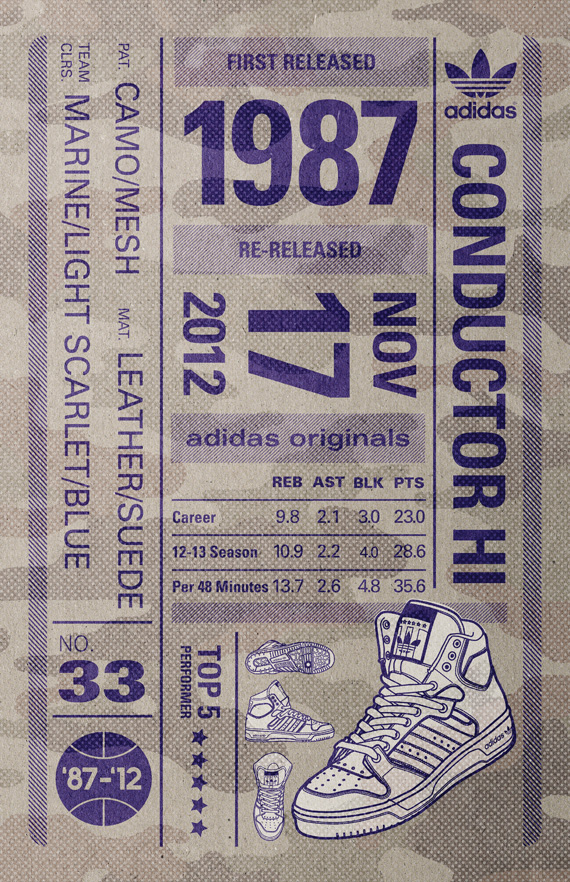 FIRST RELEASED
1987
RE-RELEASED
NOV
17
2012
adidas originals
REB AST BLK PTS
Career 9.8 2.1 3.0 23.0
12-13 Season 10.9 2.2 4.0 28.6
Per 48 Minutes 13.7 2.6 4.8 35.6
adidas
CONDUCTOR HI
PAT. CAMO/MESH MAT. LEATHER/SUEDE
TEAM CLRS. MARINE/LIGHT SCARLET/BLUE
NO.
33
'87-'12
TOP 5
PERFORMER
adidas